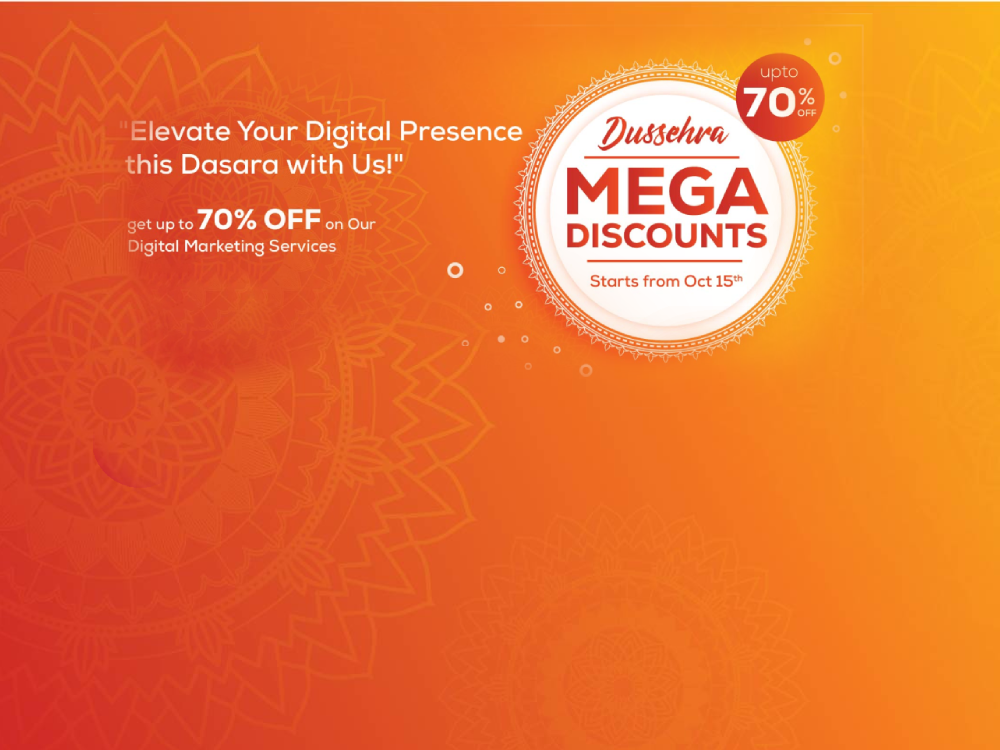 "Elevate Your Digital Presence
this Dasara with Us!"
get up to 70% OFF on Our
Digital Marketing Services
upto
70% OFF
Dussehra
MEGA
DISCOUNTS
Starts from Oct 15th